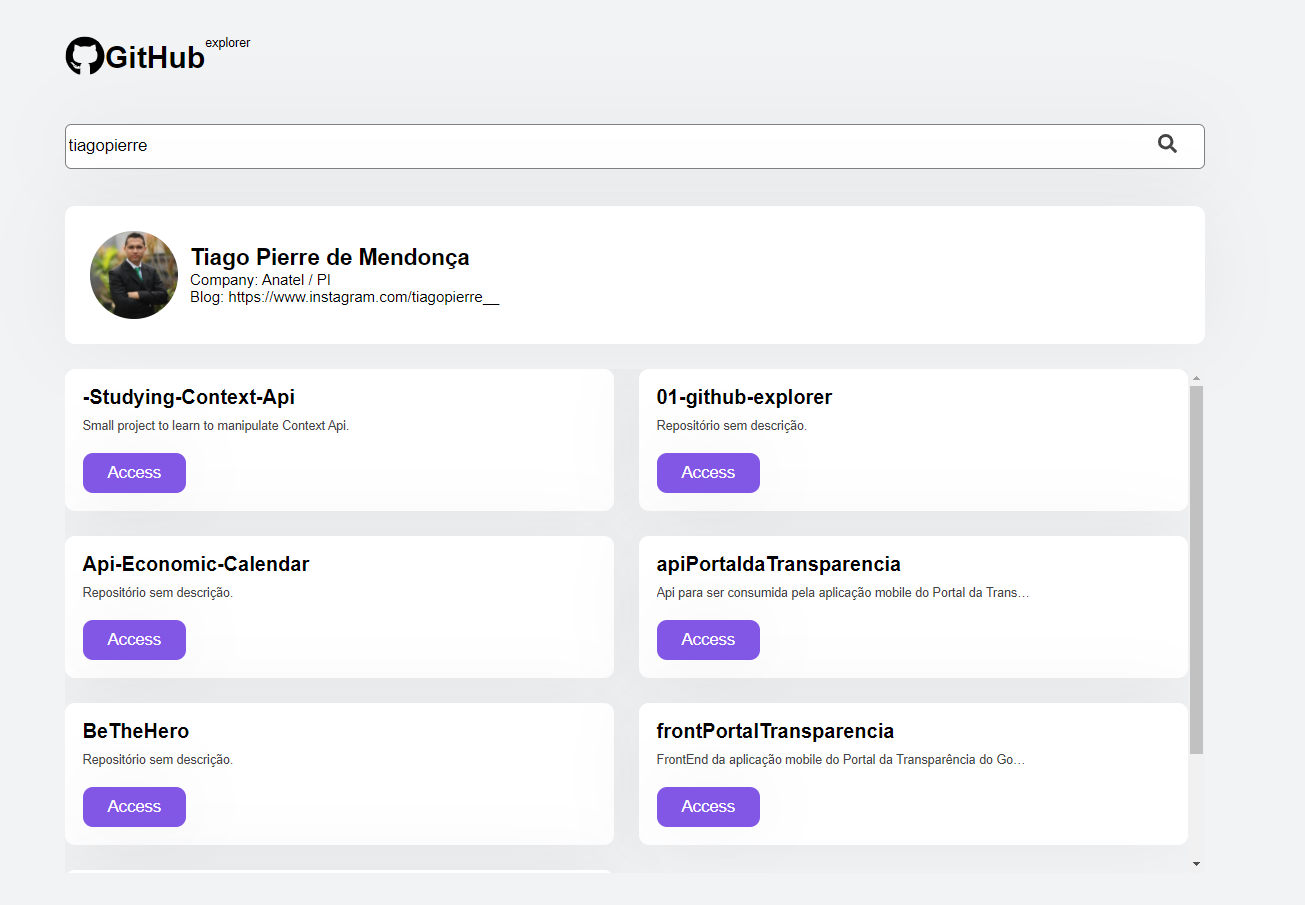 GitHub explorer
tiagopierre
Tiago Pierre de Mendonça
Company: Anatel / PI
Blog: https://www.instagram.com/tiagopierre__
-Studying-Context-Api
Small project to learn to manipulate Context Api.
Access
01-github-explorer
Repositório sem descrição.
Access
Api-Economic-Calendar
Repositório sem descrição.
Access
apiPortaldaTransparencia
Api para ser consumida pela aplicação mobile do Portal da Trans…
Access
BeTheHero
Repositório sem descrição.
Access
frontPortalTransparencia
FrontEnd da aplicação mobile do Portal da Transparência do Go…
Access